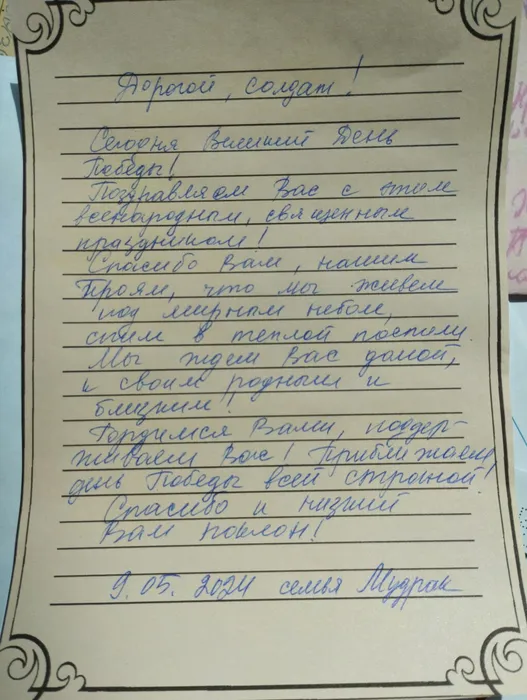 Дорогой, солдат!
Сегодня Великий День
Победы!
Поздравляем Вас с этим
всенародным, священным
праздником!
Спасибо Вам, нашим
Героям, что мы живем
под мирным небом,
спим в теплой постели.
Мы ждем Вас домой,
к своим родным и
близким!
Гордимся Вами, поддер-
живаем Вас! Приближаем
день Победы всей страной!
Спасибо и низкий
Вам поклон!
9.05.2024 семья Мудрак